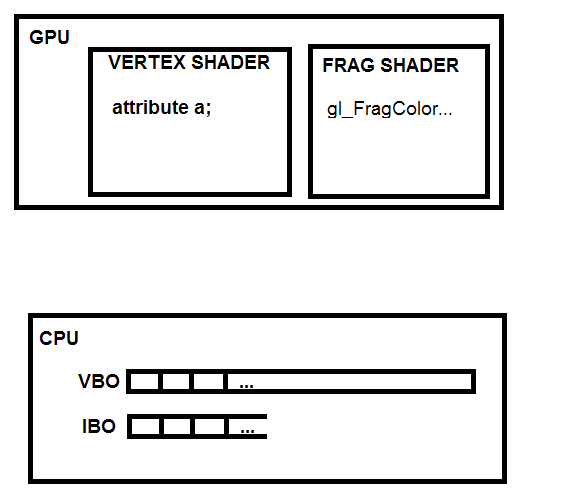 GPU
VERTEX SHADER
attribute a;
FRAG SHADER
gl_FragColor...
CPU
VBO ...
IBO ...